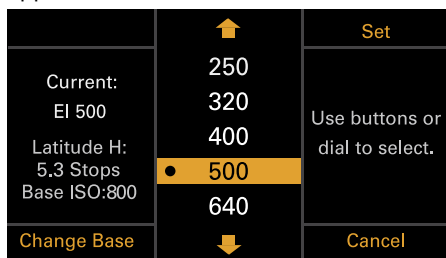 Current:
EI 500
Latitude H:
5.3 Stops
Base ISO:800
Change Base
250
320
400
500
640
Set
Use buttons or
dial to select.
Cancel